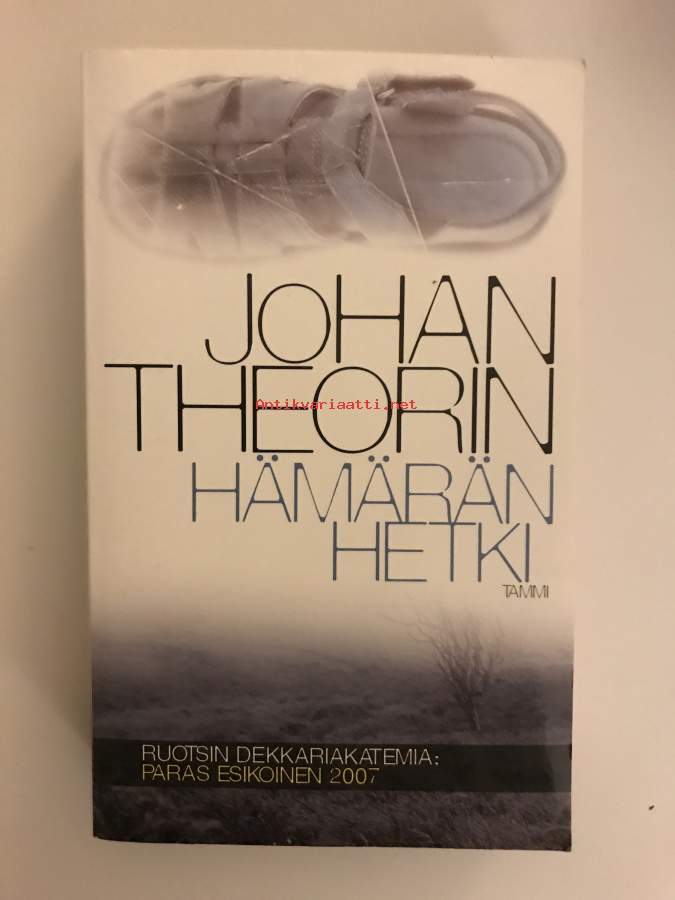 JOHAN
THEORIN
Antikvariaatti.net
HÄMÄRÄN
HETKI
TAMMI
RUOTSIN DEKKARIAKATEMIA:
PARAS ESIKOINEN 2007